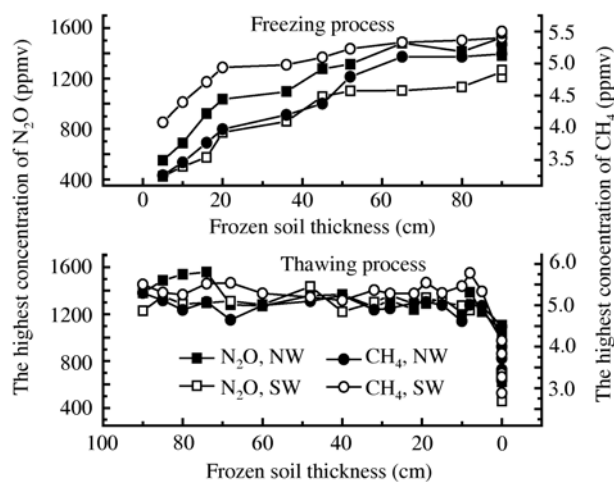 Freezing process
1600
1200
800
400
5.5
5.0
4.5
4.0
3.5
0 20 40 60 80
Frozen soil thickness (cm)
The highest concentration of N₂O (ppmv)
The highest concentration of CH₄ (ppmv)
Thawing process
1600
1200
1000
800
400
6.0
5.0
4.0
3.0
N₂O, NW CH₄, NW
N₂O, SW CH₄, SW
100 80 60 40 20 0
Frozen soil thickness (cm)